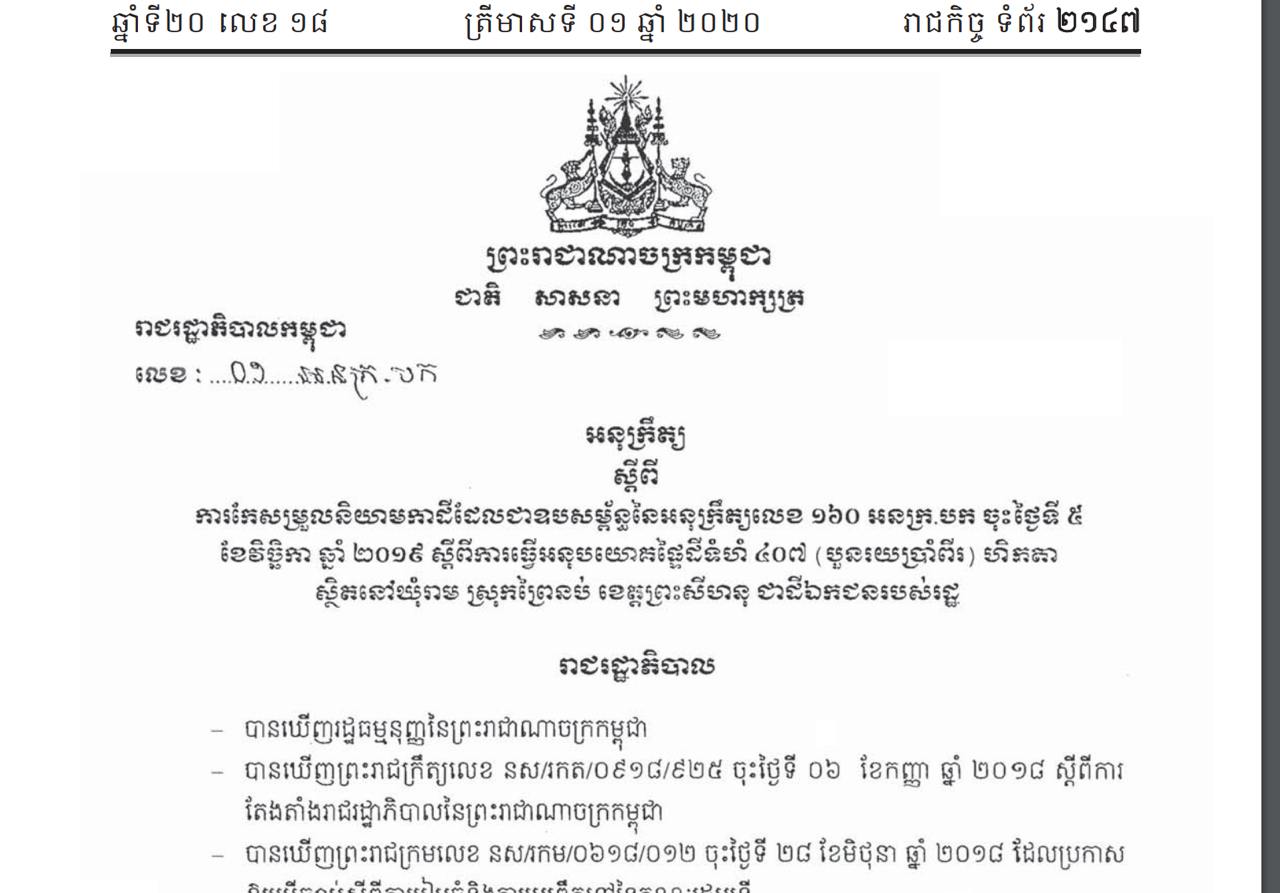 ឆ្នាំទី២០ លេខ ១៨ ត្រីមាសទី ០១ ឆ្នាំ ២០២០ រាជកិច្ច ទំព័រ ២១៤៧
ព្រះរាជាណាចក្រកម្ពុជា
ជាតិ សាសនា ព្រះមហាក្សត្រ
រាជរដ្ឋាភិបាលកម្ពុជា
លេខ : ....០១......អនក្រ.បក
អនុក្រឹត្យ
ស្តីពី
ការកែសម្រួលនិយាមកាដីដែលជាឧបសម្ព័ន្ធនៃអនុក្រឹត្យលេខ ១៦០ អនក្រ.បក ចុះថ្ងៃទី ៥
ខែវិច្ឆិកា ឆ្នាំ ២០១៩ ស្តីពីការធ្វើអនុបយោគផ្ទៃដីទំហំ ៤០៧ (បួនរយប្រាំពីរ) ហិកតា
ស្ថិតនៅឃុំរាម ស្រុកព្រៃនប់ ខេត្តព្រះសីហនុ ជាដីឯកជនរបស់រដ្ឋ
រាជរដ្ឋាភិបាល
– បានឃើញរដ្ឋធម្មនុញ្ញនៃព្រះរាជាណាចក្រកម្ពុជា
– បានឃើញព្រះរាជក្រឹត្យលេខ នស/រកត/០៩១៨/៩២៥ ចុះថ្ងៃទី ០៦ ខែកញ្ញា ឆ្នាំ ២០១៨ ស្តីពីការ
តែងតាំងរាជរដ្ឋាភិបាលនៃព្រះរាជាណាចក្រកម្ពុជា
– បានឃើញព្រះរាជក្រមលេខ នស/រកម/០៦១៨/០១២ ចុះថ្ងៃទី ២៨ ខែមិថុនា ឆ្នាំ ២០១៨ ដែលប្រកាស